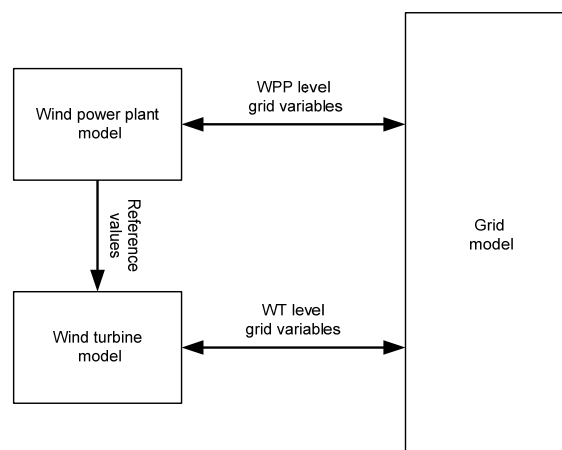 WPP level
grid variables
Wind power plant
model
Reference
values
Grid
model
WT level
grid variables
Wind turbine
model